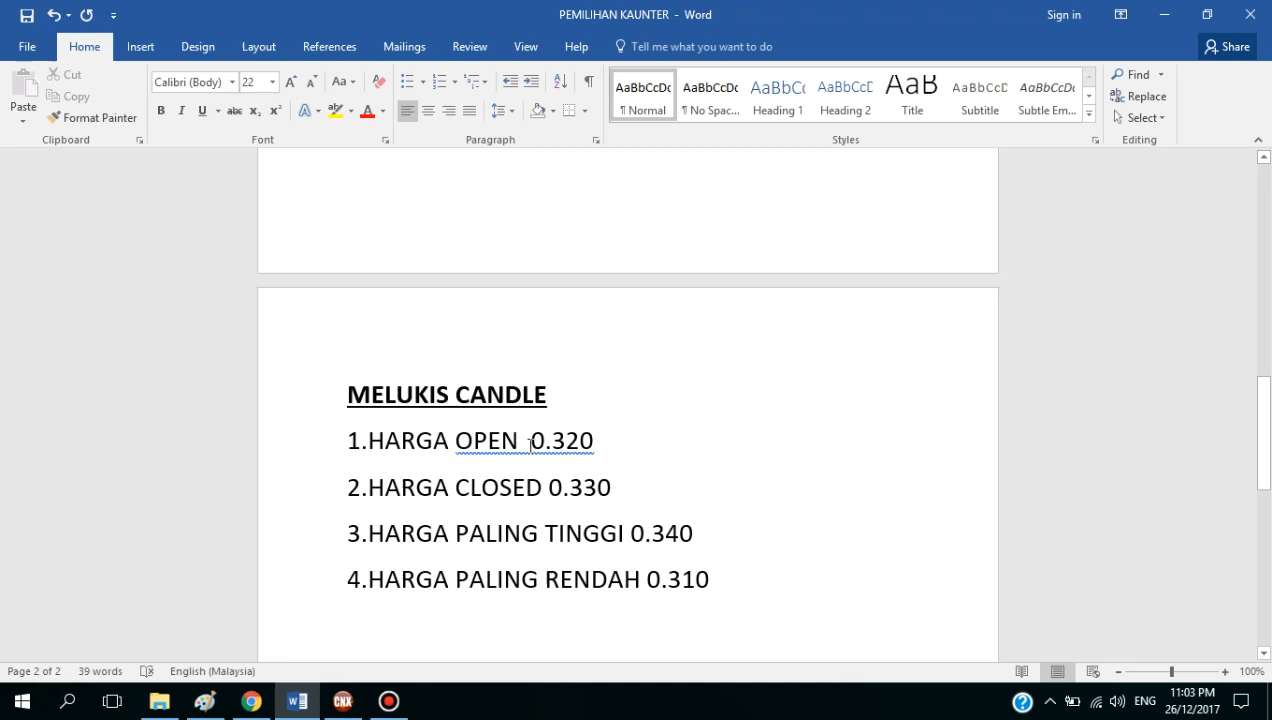 PEMILIHAN KAUNTER - Word
Sign in
File Home Insert Design Layout References Mailings Review View Help Tell me what you want to do Share
Paste
Cut
Copy
Format Painter
Clipboard
Calibri (Body) 22
Font
Paragraph
AaBbCcDc AaBbCcDc AaBbCc AaBbCcD AaB AaBbCcD AaBbCcDc
¶ Normal ¶ No Spac... Heading 1 Heading 2 Title Subtitle Subtle Em...
Styles
Find
Replace
Select
Editing
MELUKIS CANDLE
1.HARGA OPEN 0.320
2.HARGA CLOSED 0.330
3.HARGA PALING TINGGI 0.340
4.HARGA PALING RENDAH 0.310
Page 2 of 2 39 words English (Malaysia) 100%
CNX
ENG
11:03 PM
26/12/2017